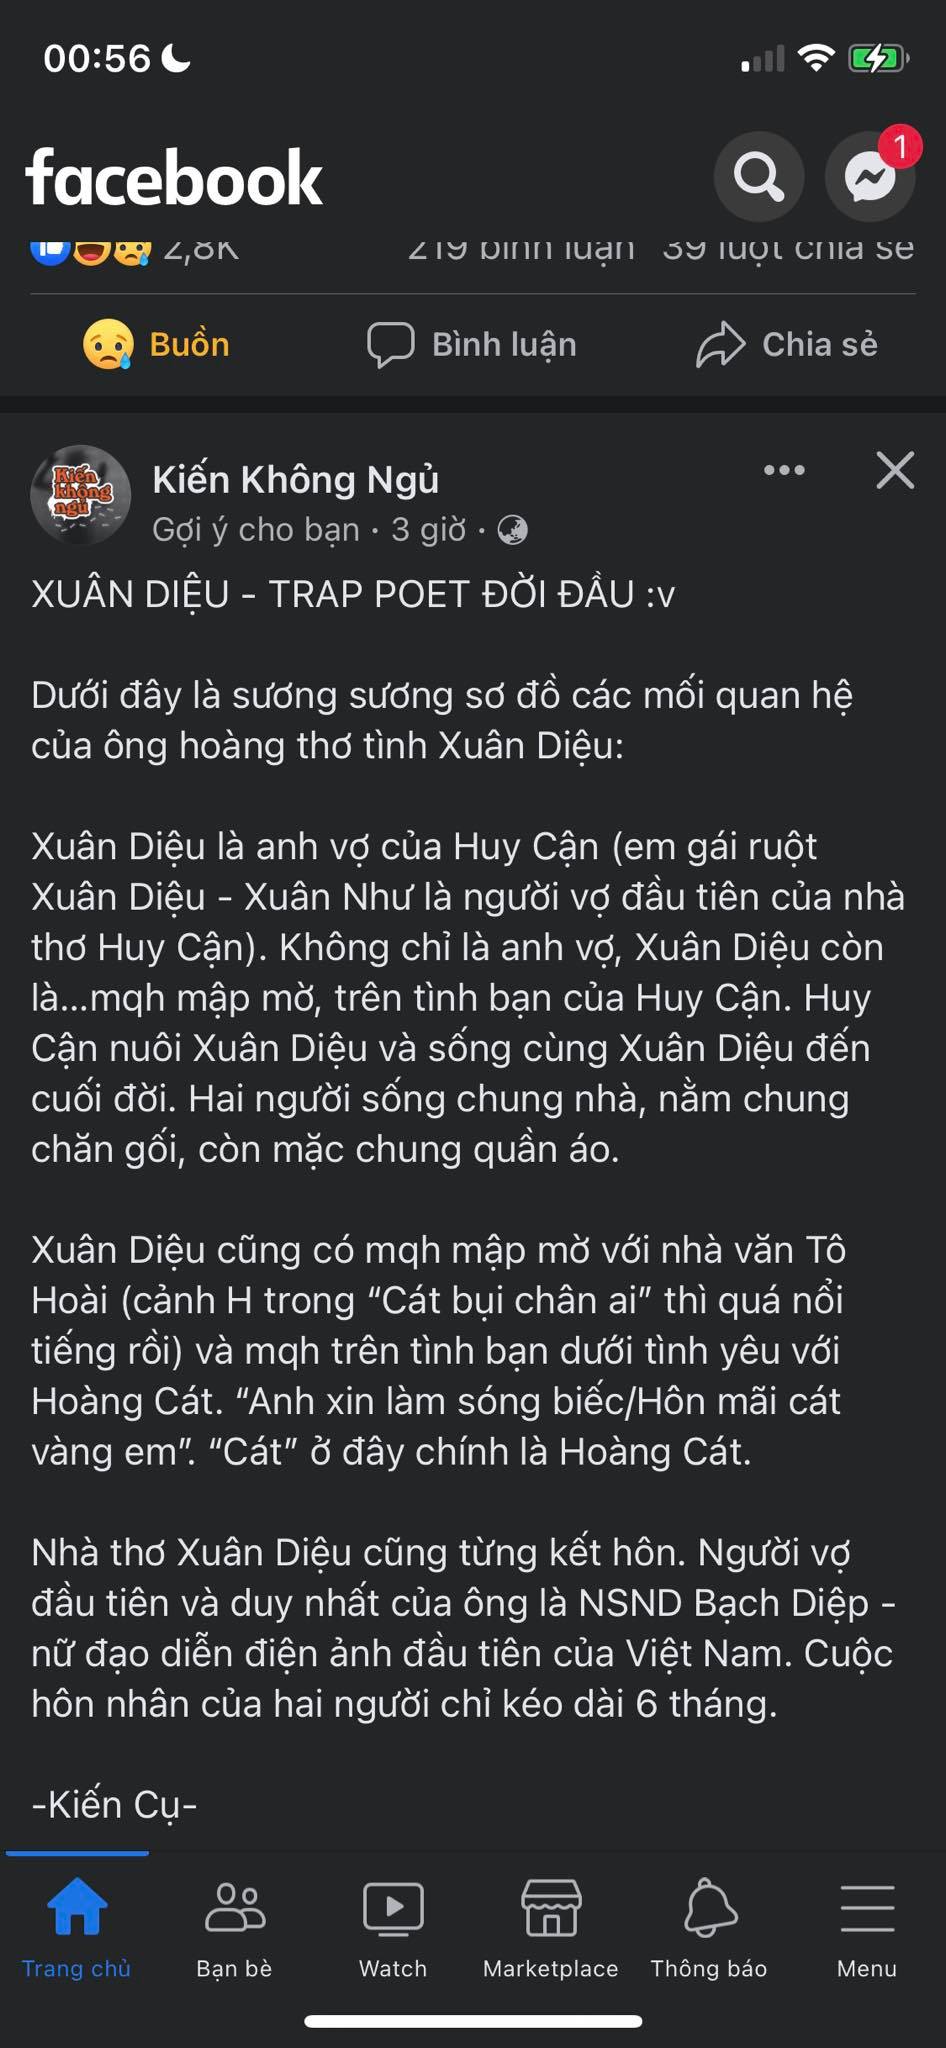 00:56
facebook
1
2,8K 219 bình luận 39 lượt chia sẻ
Buồn Bình luận Chia sẻ
Kiến không ngủ
Kiến Không Ngủ
Gợi ý cho bạn · 3 giờ ·
XUÂN DIỆU - TRAP POET ĐỜI ĐẦU :v
Dưới đây là sương sương sơ đồ các mối quan hệ
của ông hoàng thơ tình Xuân Diệu:
Xuân Diệu là anh vợ của Huy Cận (em gái ruột
Xuân Diệu - Xuân Như là người vợ đầu tiên của nhà
thơ Huy Cận). Không chỉ là anh vợ, Xuân Diệu còn
là...mqh mập mờ, trên tình bạn của Huy Cận. Huy
Cận nuôi Xuân Diệu và sống cùng Xuân Diệu đến
cuối đời. Hai người sống chung nhà, nằm chung
chăn gối, còn mặc chung quần áo.
Xuân Diệu cũng có mqh mập mờ với nhà văn Tô
Hoài (cảnh H trong “Cát bụi chân ai” thì quá nổi
tiếng rồi) và mqh trên tình bạn dưới tình yêu với
Hoàng Cát. “Anh xin làm sóng biếc/Hôn mãi cát
vàng em”. “Cát” ở đây chính là Hoàng Cát.
Nhà thơ Xuân Diệu cũng từng kết hôn. Người vợ
đầu tiên và duy nhất của ông là NSND Bạch Diệp -
nữ đạo diễn điện ảnh đầu tiên của Việt Nam. Cuộc
hôn nhân của hai người chỉ kéo dài 6 tháng.
-Kiến Cụ-
Trang chủ Bạn bè Watch Marketplace Thông báo Menu